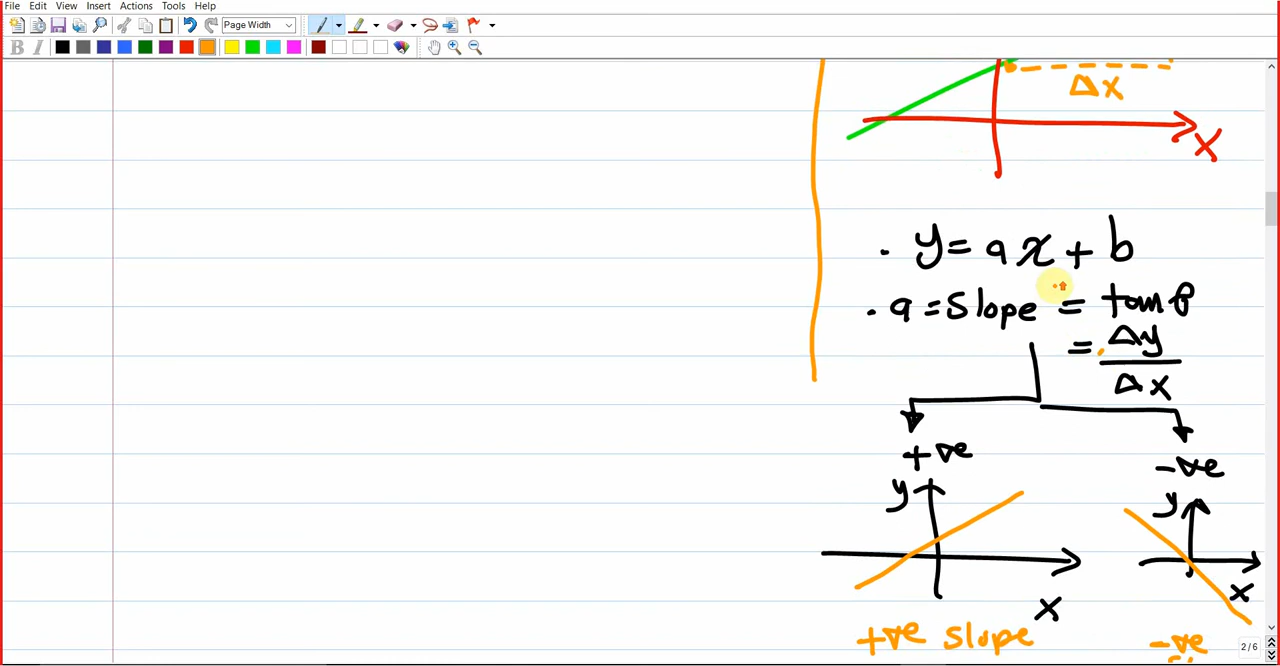 File Edit View Insert Actions Tools Help
Page Width
B I
Δx
x
. y = ax + b
. a = Slope = tan θ
= Δy
Δx
+ve
-ve
y
y
x
x
+ve slope
-ve
2/6